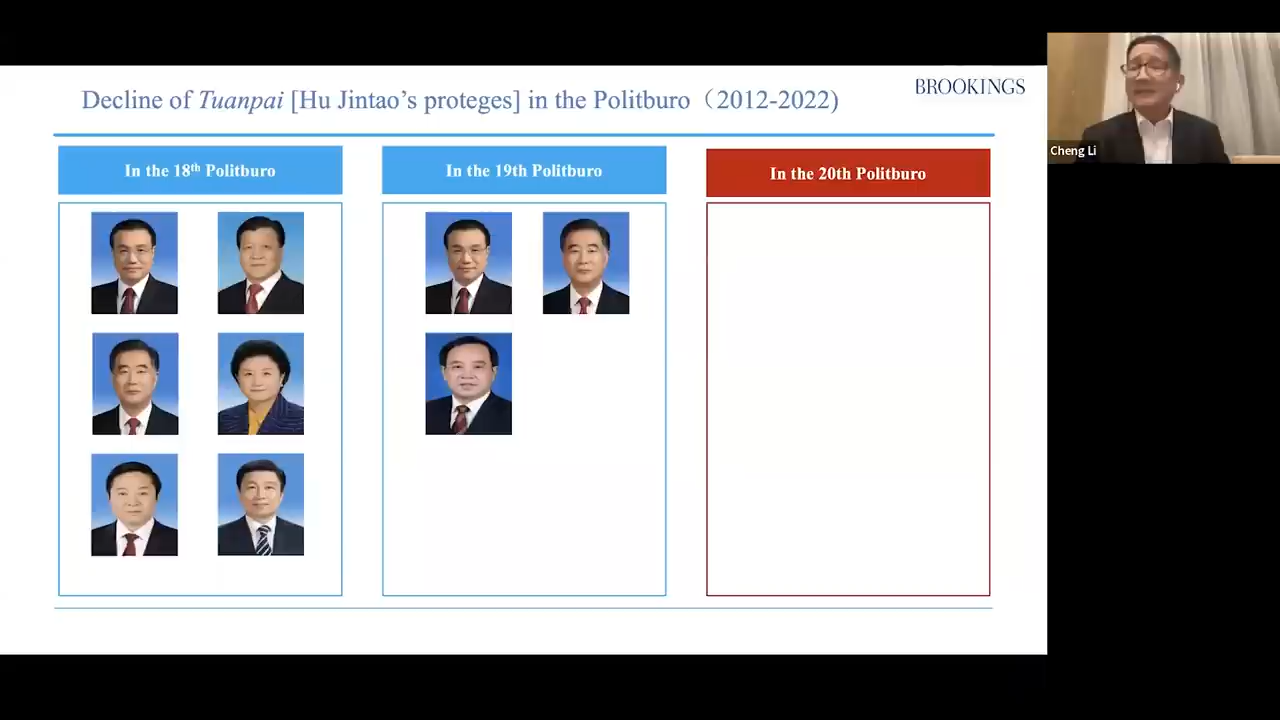 Decline of Tuanpai [Hu Jintao’s proteges] in the Politburo（2012-2022)
BROOKINGS
Cheng Li
In the 18th Politburo
In the 19th Politburo
In the 20th Politburo